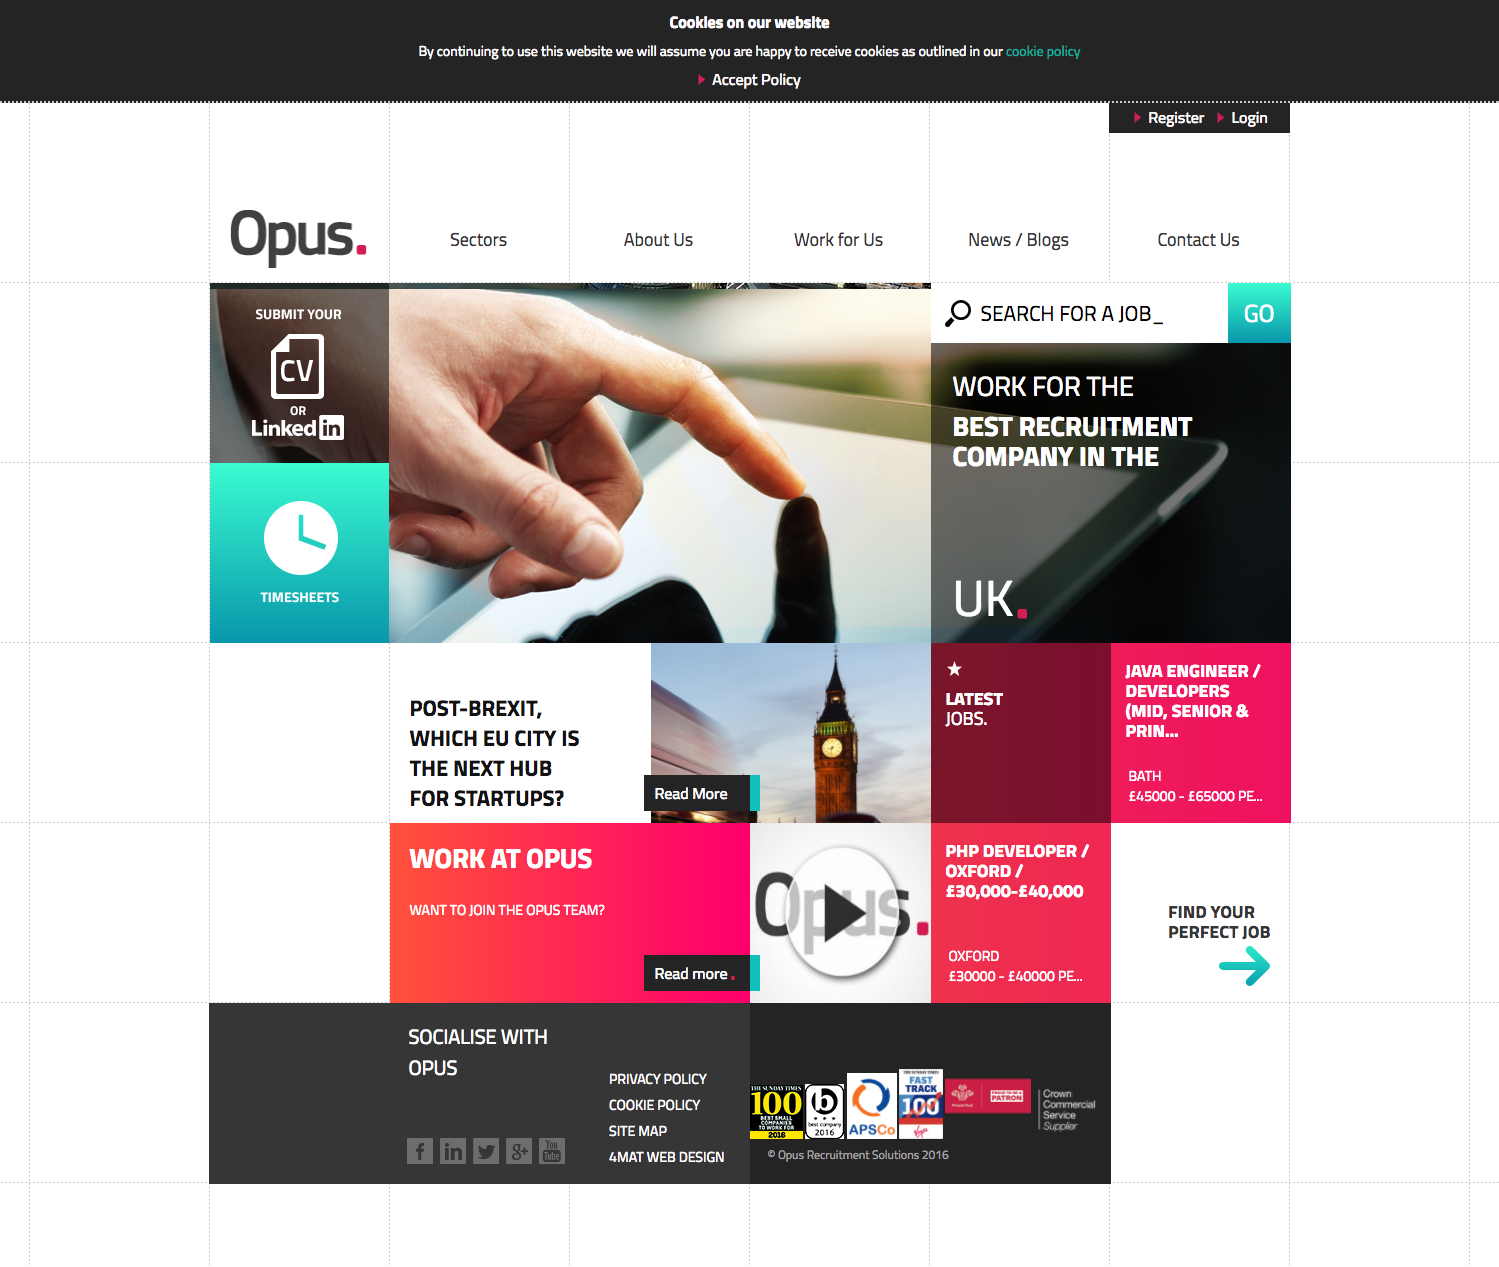 Cookies on our website
By continuing to use this website we will assume you are happy to receive cookies as outlined in our cookie policy
Accept Policy
Register
Login
Opus.
Sectors
About Us
Work for Us
News / Blogs
Contact Us
SUBMIT YOUR
CV
OR
Linked in
TIMESHEETS
SEARCH FOR A JOB_
GO
WORK FOR THE
BEST RECRUITMENT
COMPANY IN THE
UK.
POST-BREXIT,
WHICH EU CITY IS
THE NEXT HUB
FOR STARTUPS?
Read More
LATEST
JOBS.
JAVA ENGINEER /
DEVELOPERS
(MID, SENIOR &
PRIN...
BATH
£45000 - £65000 PE...
WORK AT OPUS
WANT TO JOIN THE OPUS TEAM?
Read more.
Opus.
PHP DEVELOPER /
OXFORD /
£30,000-£40,000
OXFORD
£30000 - £40000 PE...
FIND YOUR
PERFECT JOB
SOCIALISE WITH
OPUS
f
in
g+
You
Tube
PRIVACY POLICY
COOKIE POLICY
SITE MAP
4MAT WEB DESIGN
THE SUNDAY TIMES
100
BEST SMALL
COMPANIES
TO WORK FOR
2016
b
best company
2016
APSCo
THE SUNDAY TIMES
FAST
TRACK
100
Virgin
PATRON
Crown
Commercial
Service
Supplier
© Opus Recruitment Solutions 2016